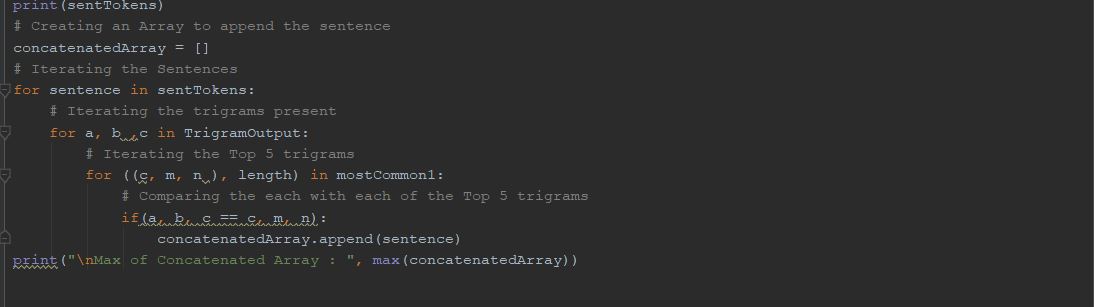 print(sentTokens)
# Creating an Array to append the sentence
concatenatedArray = []
# Iterating the Sentences
for sentence in sentTokens:
    # Iterating the trigrams present
    for a, b ,c in TrigramOutput:
        # Iterating the Top 5 trigrams
        for ((c, m, n ), length) in mostCommon1:
            # Comparing the each with each of the Top 5 trigrams
            if(a, b, c == c, m, n):
                concatenatedArray.append(sentence)
print("\nMax of Concatenated Array : ", max(concatenatedArray))